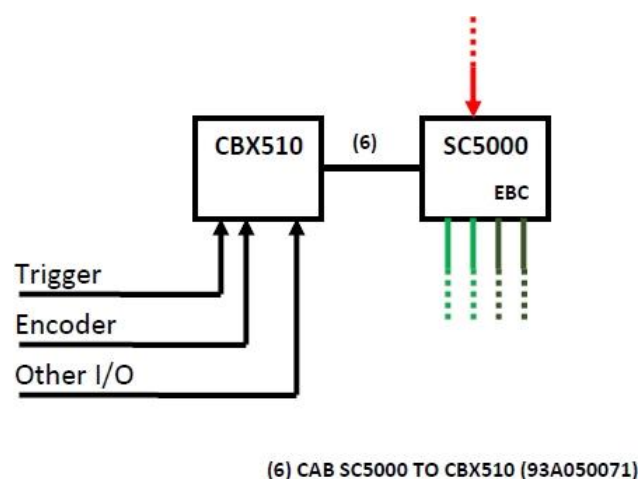 CBX510
(6)
SC5000
EBC
Trigger
Encoder
Other I/O
(6) CAB SC5000 TO CBX510 (93A050071)